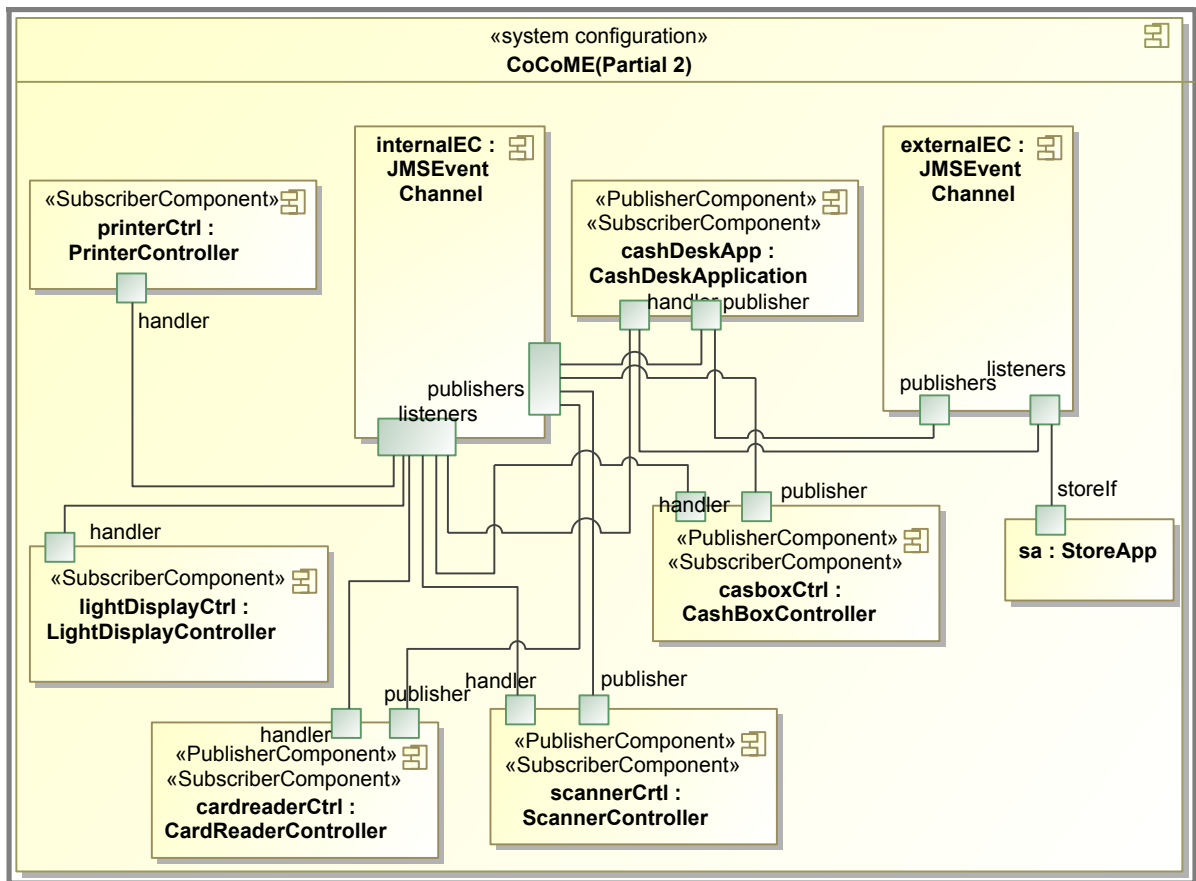 «system configuration»
CoCoME(Partial 2)
internalEC :
JMSEvent
Channel
externalEC :
JMSEvent
Channel
«SubscriberComponent»
printerCtrl :
PrinterController
handler
«PublisherComponent»
«SubscriberComponent»
cashDeskApp :
CashDeskApplication
handler
publisher
publishers
listeners
publishers
listeners
handler
«SubscriberComponent»
lightDisplayCtrl :
LightDisplayController
handler
publisher
«PublisherComponent»
«SubscriberComponent»
casboxCtrl :
CashBoxController
storeIf
sa : StoreApp
handler
publisher
«PublisherComponent»
«SubscriberComponent»
cardreaderCtrl :
CardReaderController
handler
publisher
«PublisherComponent»
«SubscriberComponent»
scannerCrtl :
ScannerController